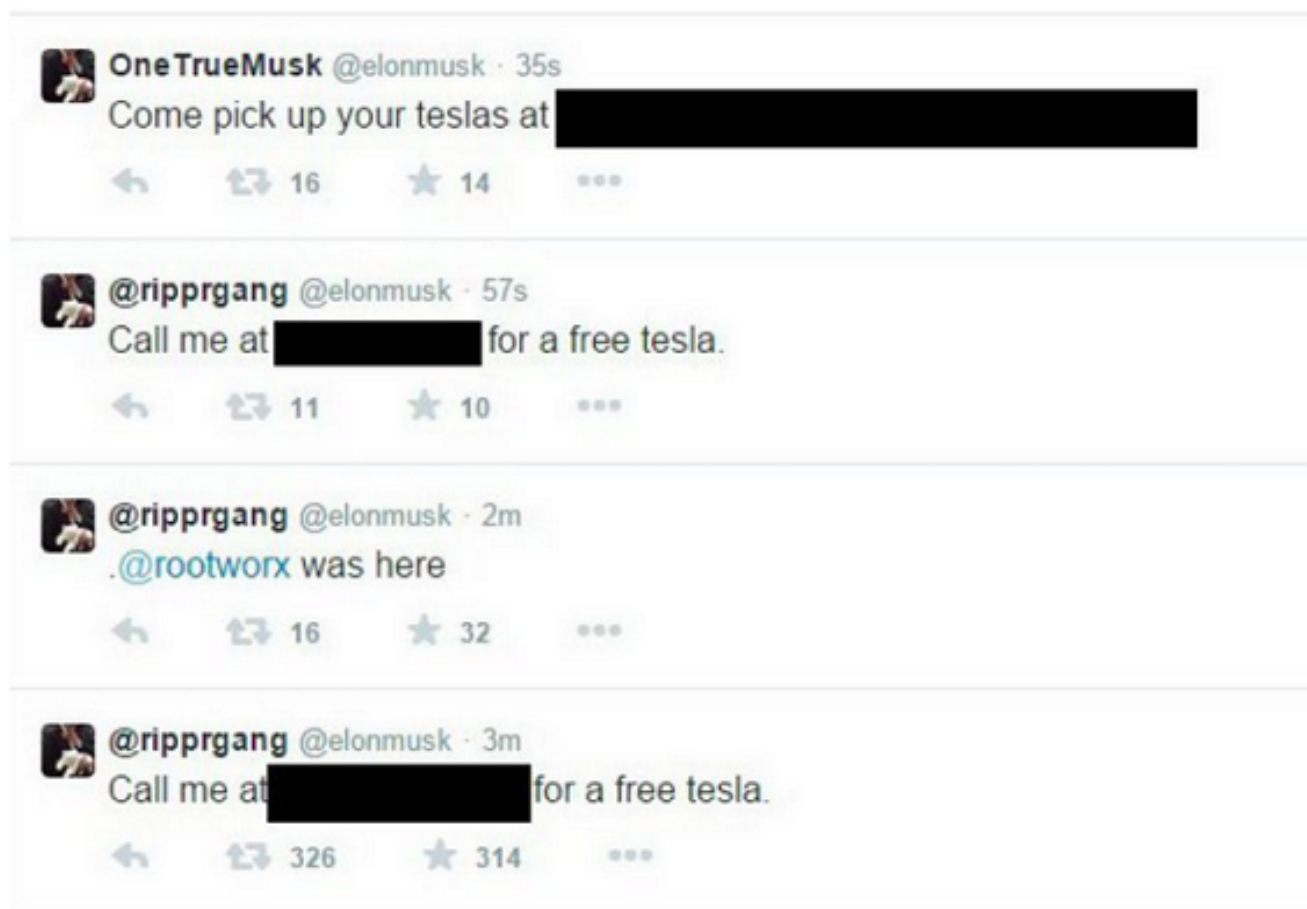 OneTrueMusk @elonmusk · 35s
Come pick up your teslas at
16 14
@ripprgang @elonmusk · 57s
Call me at for a free tesla.
11 10
@ripprgang @elonmusk · 2m
.@rootworx was here
16 32
@ripprgang @elonmusk · 3m
Call me at for a free tesla.
326 314